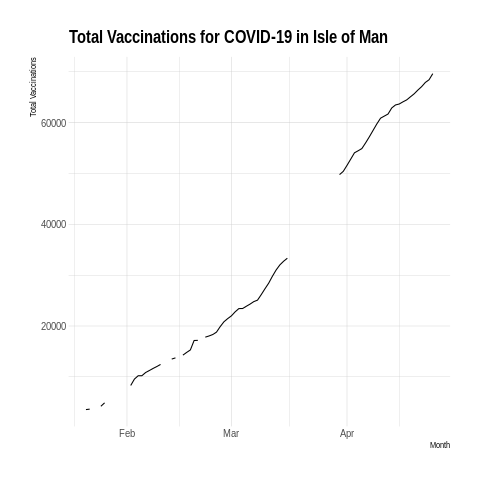 Total Vaccinations for COVID-19 in Isle of Man
Total Vaccinations
60000
40000
20000
Feb Mar Apr
Month